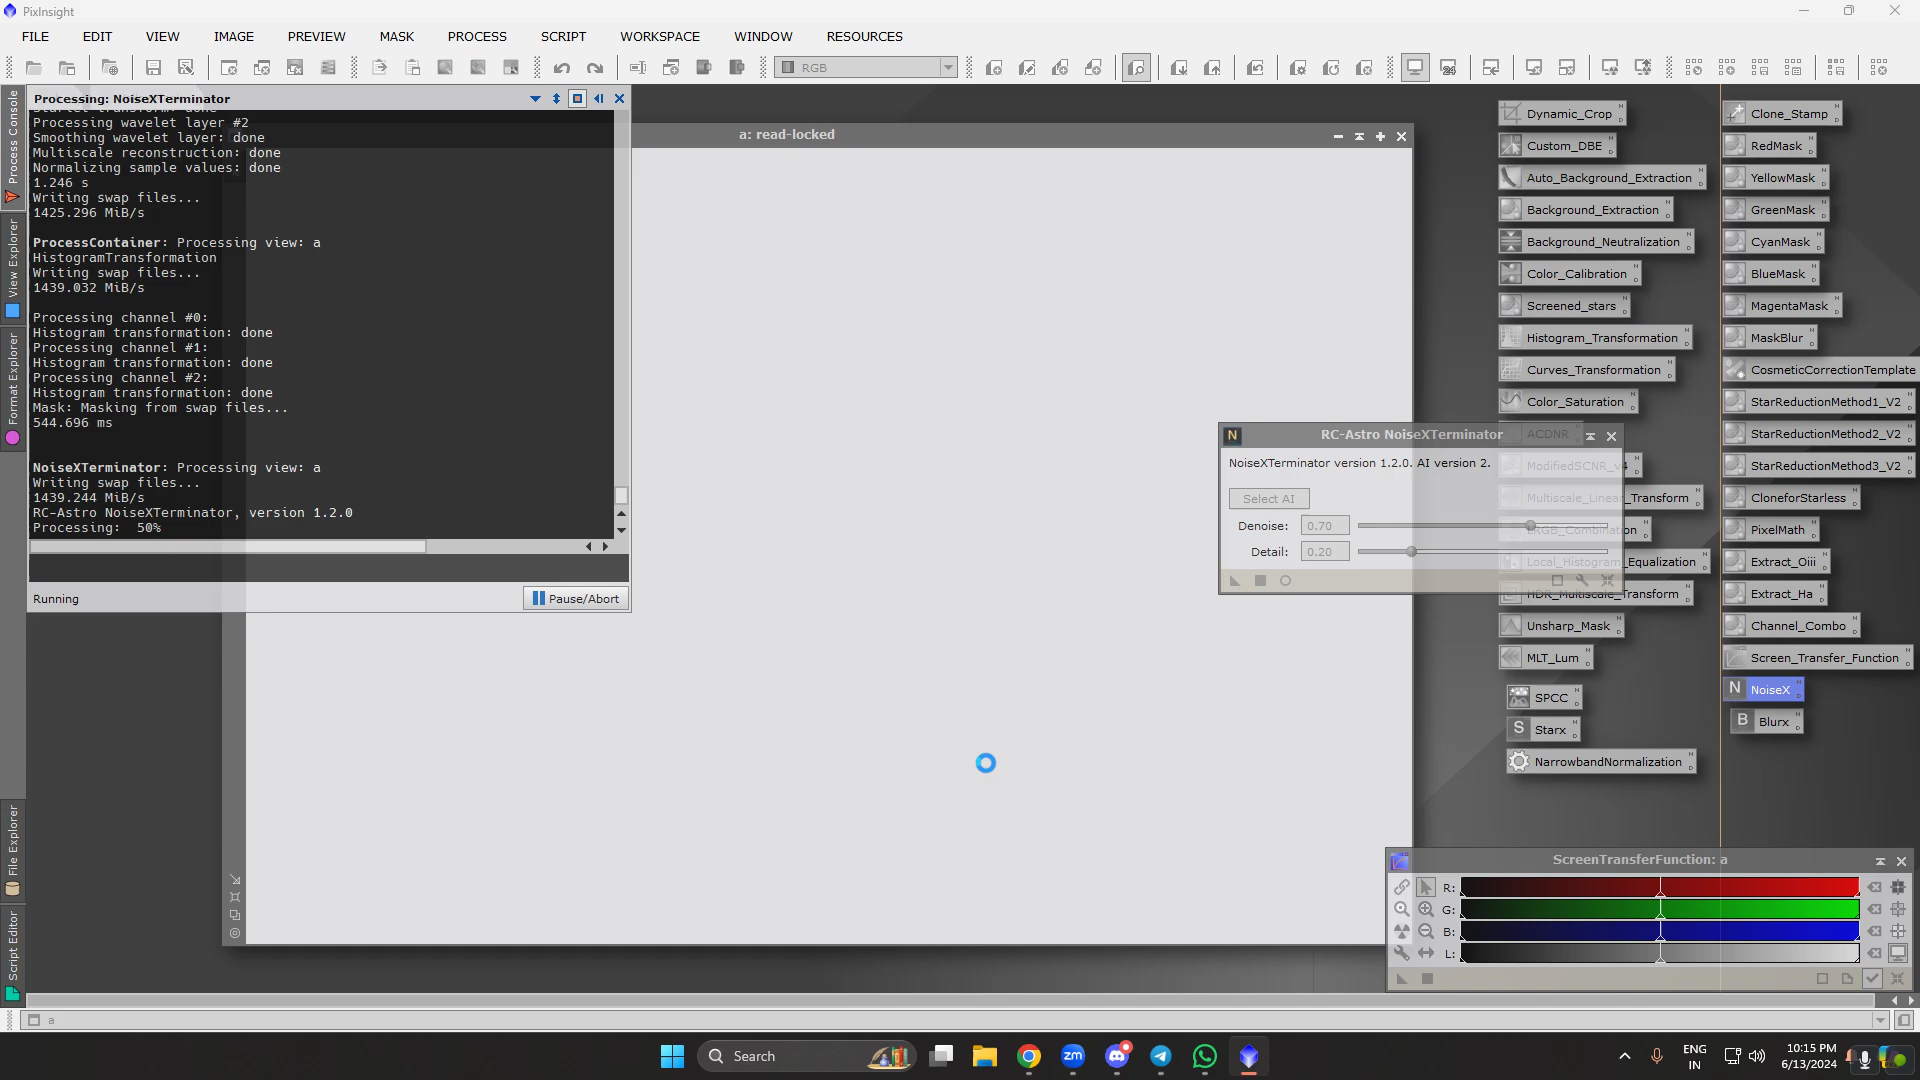 PixInsight
FILE EDIT VIEW IMAGE PREVIEW MASK PROCESS SCRIPT WORKSPACE WINDOW RESOURCES
RGB
Process Console
View Explorer
Format Explorer
File Explorer
Script Editor
Processing: NoiseXTerminator
Processing wavelet layer #2
Smoothing wavelet layer: done
Multiscale reconstruction: done
Normalizing sample values: done
1.246 s
Writing swap files...
1425.296 MiB/s
ProcessContainer: Processing view: a
HistogramTransformation
Writing swap files...
1439.032 MiB/s
Processing channel #0:
Histogram transformation: done
Processing channel #1:
Histogram transformation: done
Processing channel #2:
Histogram transformation: done
Mask: Masking from swap files...
544.696 ms
NoiseXTerminator: Processing view: a
Writing swap files...
1439.244 MiB/s
RC-Astro NoiseXTerminator, version 1.2.0
Processing: 50%
Running
Pause/Abort
a: read-locked
RC-Astro NoiseXTerminator
NoiseXTerminator version 1.2.0. AI version 2.
Select AI
Denoise: 0.70
Detail: 0.20
Dynamic_Crop
Custom_DBE
Auto_Background_Extraction
Background_Extraction
Background_Neutralization
Color_Calibration
Screened_stars
Histogram_Transformation
Curves_Transformation
Color_Saturation
ACDNR
ModifiedSCNR_v4
Multiscale_Linear_Transform
LRGB_Combination
Local_Histogram_Equalization
HDR_Multiscale_Transform
Unsharp_Mask
MLT_Lum
SPCC
Starx
NarrowbandNormalization
Clone_Stamp
RedMask
YellowMask
GreenMask
CyanMask
BlueMask
MagentaMask
MaskBlur
CosmeticCorrectionTemplate
StarReductionMethod1_V2
StarReductionMethod2_V2
StarReductionMethod3_V2
CloneforStarless
PixelMath
Extract_Oiii
Extract_Ha
Channel_Combo
Screen_Transfer_Function
NoiseX
Blurx
ScreenTransferFunction: a
R:
G:
B:
L:
a
Search
ENG
IN
10:15 PM
6/13/2024